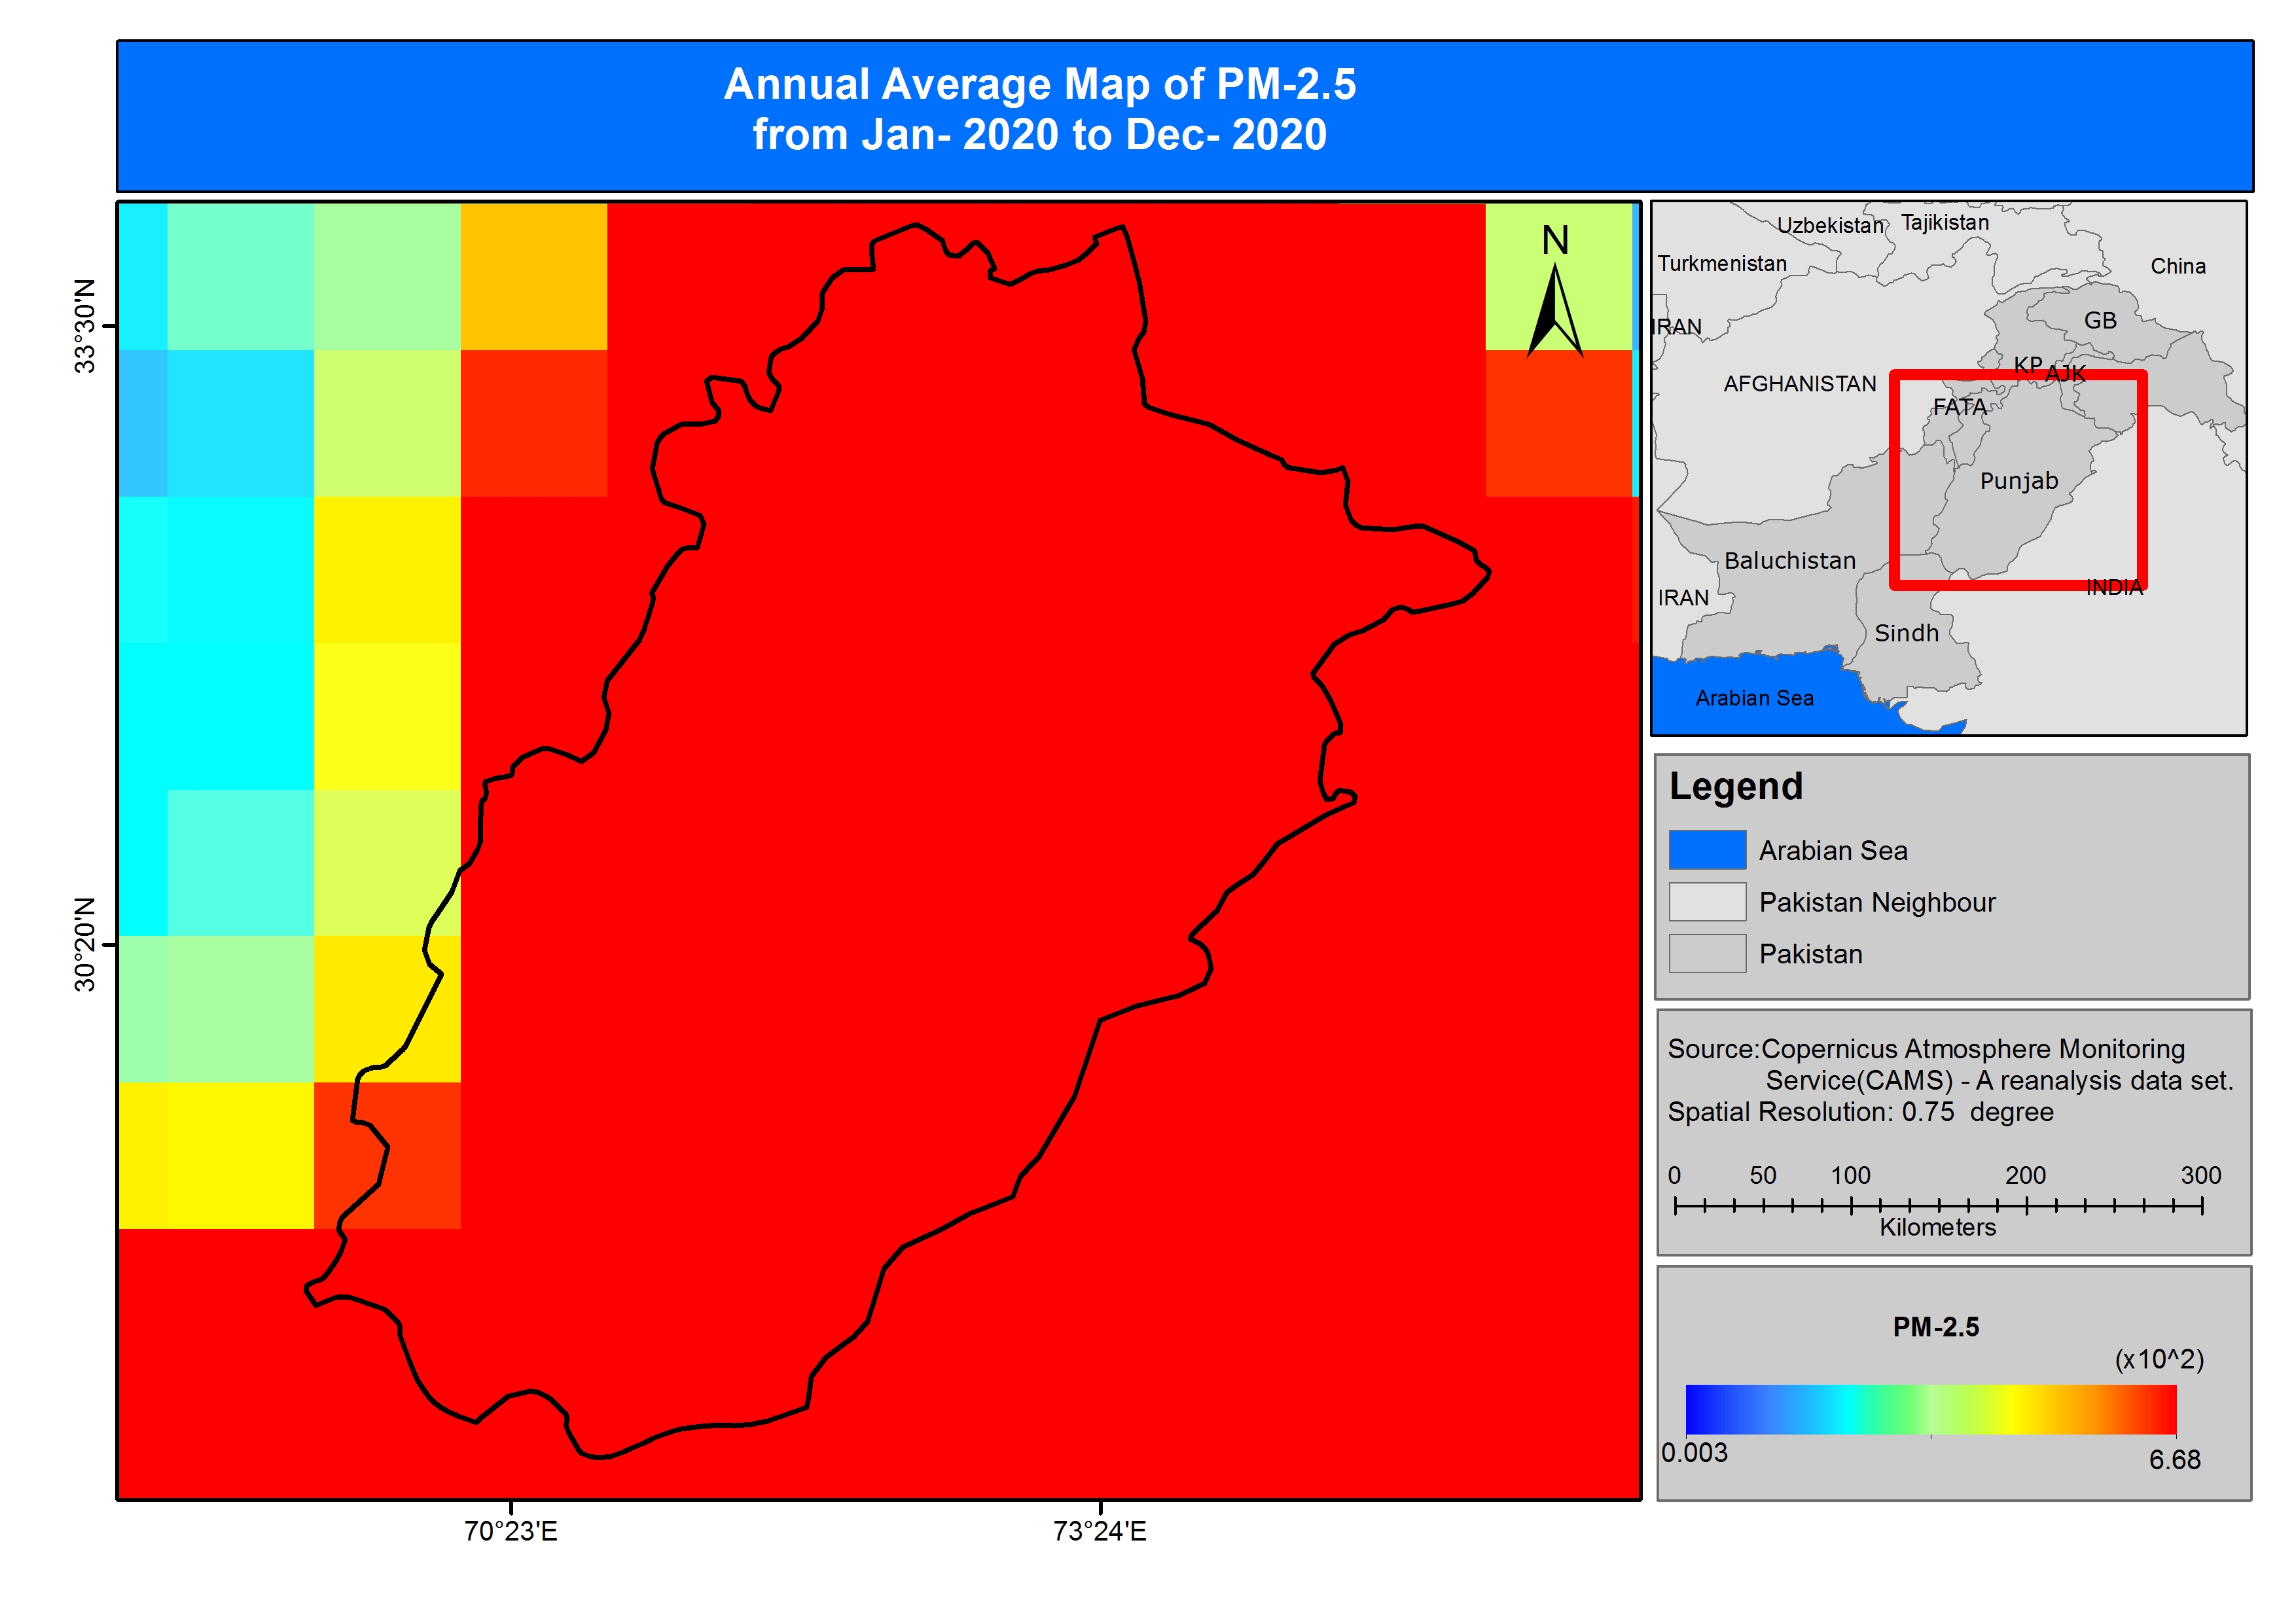 Annual Average Map of PM-2.5
from Jan- 2020 to Dec- 2020
N
33°30'N
30°20'N
70°23'E
73°24'E
Uzbekistan
Tajikistan
Turkmenistan
China
IRAN
GB
KP
AJK
AFGHANISTAN
FATA
Punjab
Baluchistan
INDIA
IRAN
Sindh
Arabian Sea
Legend
Arabian Sea
Pakistan Neighbour
Pakistan
Source:Copernicus Atmosphere Monitoring
Service(CAMS) - A reanalysis data set.
Spatial Resolution: 0.75 degree
0 50 100 200 300
Kilometers
PM-2.5
(x10^2)
0.003
6.68